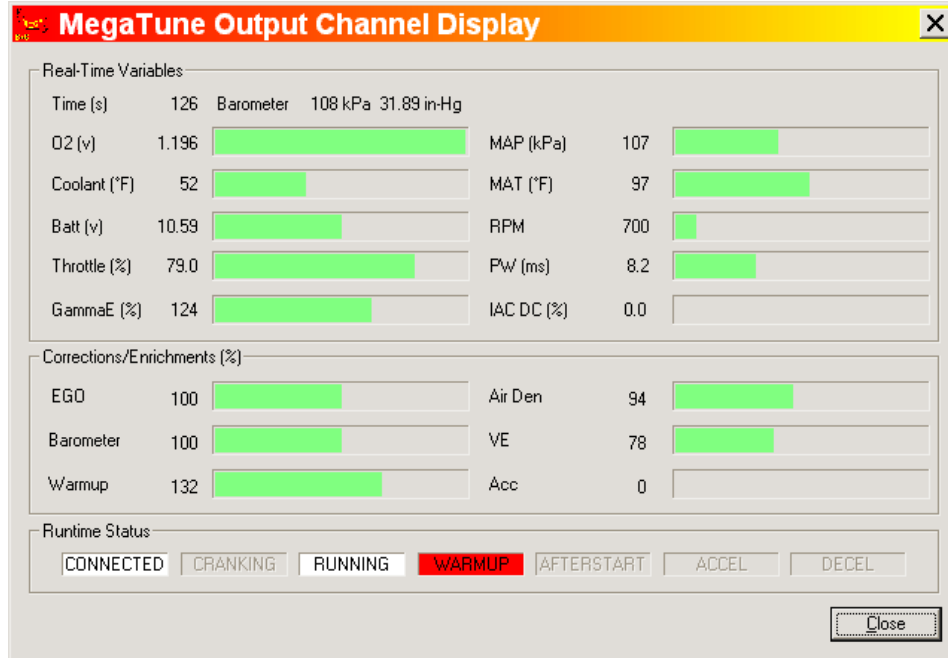 MegaTune Output Channel Display
Real-Time Variables
Time (s) 126 Barometer 108 kPa 31.89 in-Hg
O2 (v) 1.196 MAP (kPa) 107
Coolant (°F) 52 MAT (°F) 97
Batt (v) 10.59 RPM 700
Throttle (%) 79.0 PW (ms) 8.2
GammaE (%) 124 IAC DC (%) 0.0
Corrections/Enrichments (%)
EGO 100 Air Den 94
Barometer 100 VE 78
Warmup 132 Acc 0
Runtime Status
CONNECTED CRANKING RUNNING WARMUP AFTERSTART ACCEL DECEL
Close